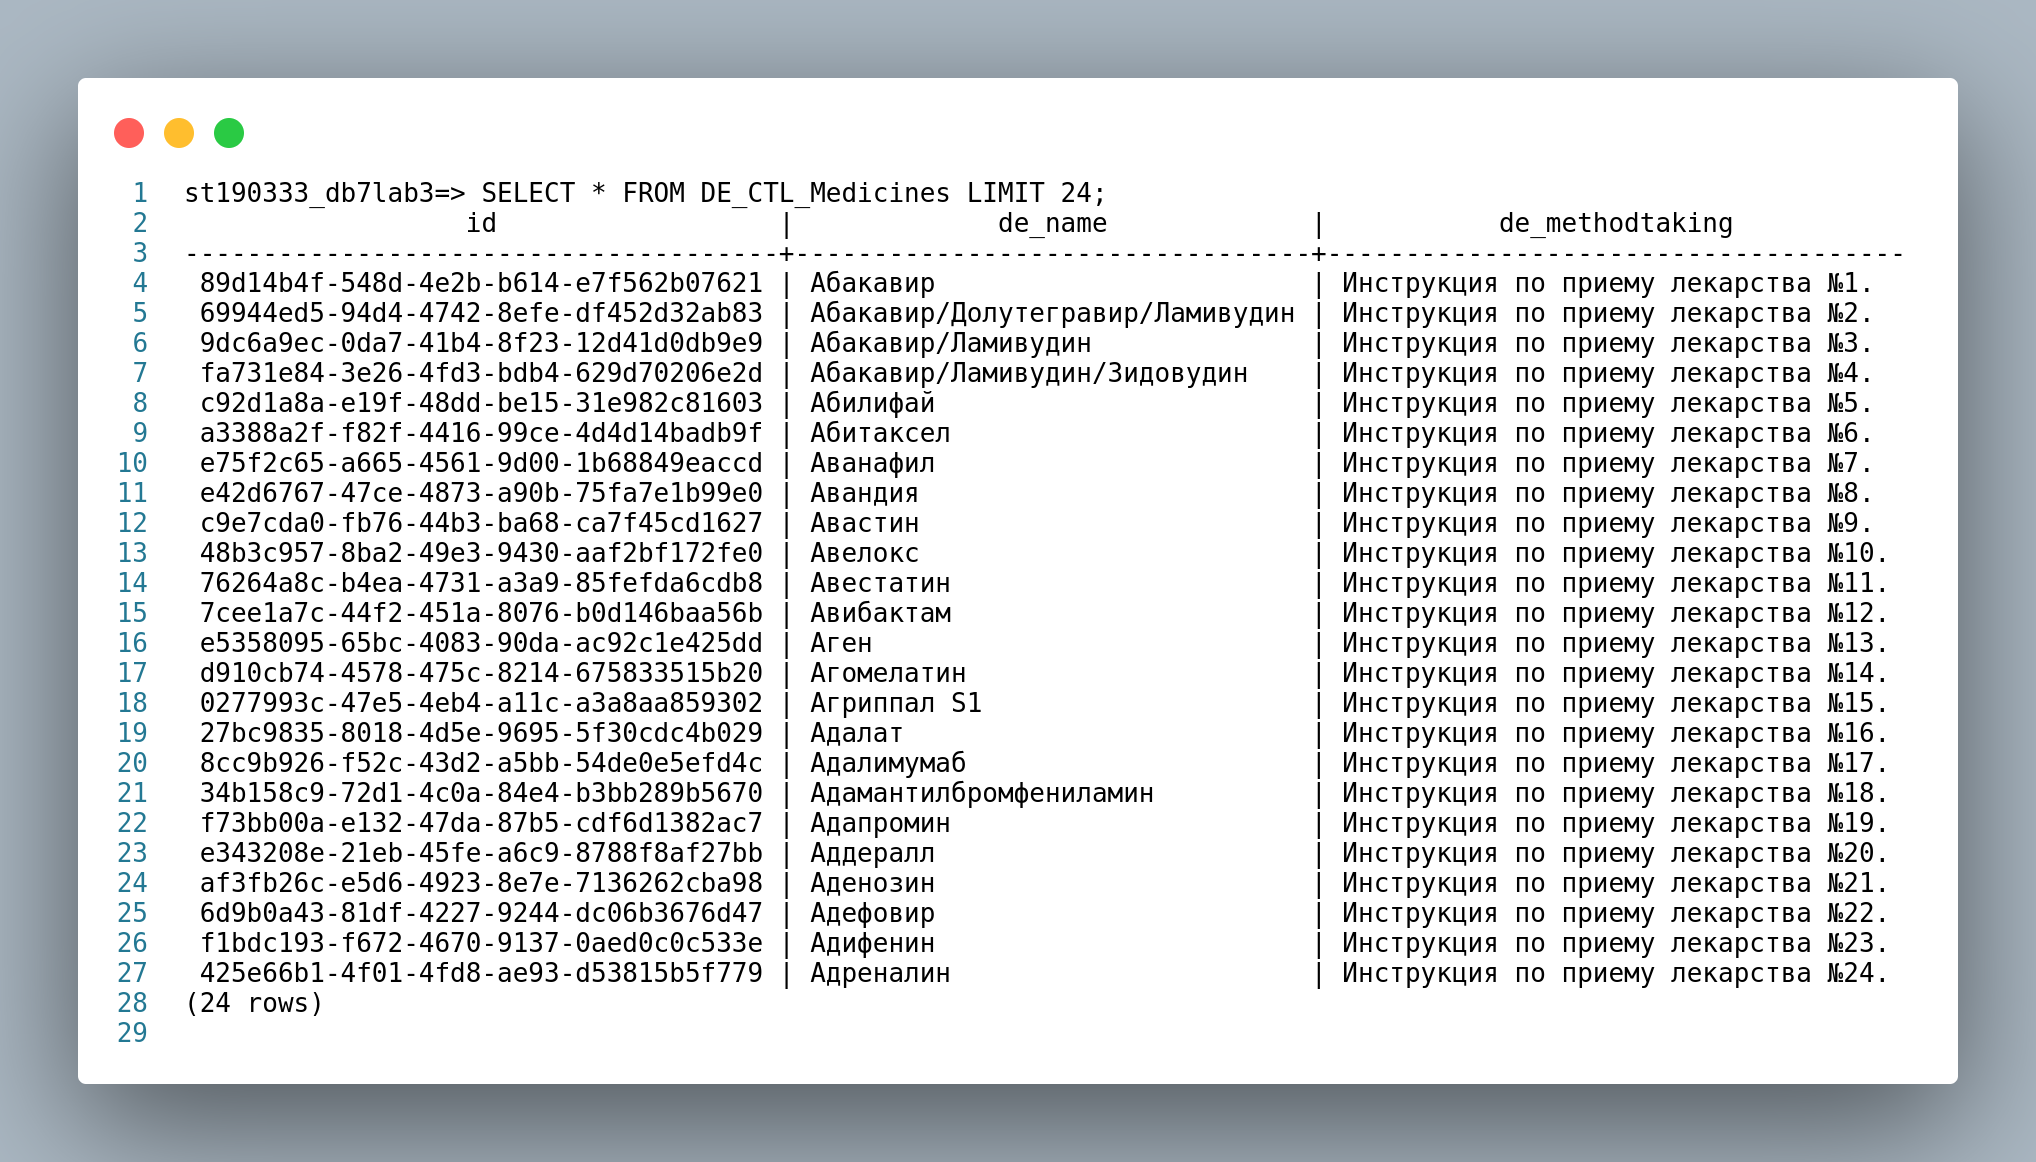 1 st190333_db7lab3=> SELECT * FROM DE_CTL_Medicines LIMIT 24;
2                   id                  |             de_name             |           de_methodtaking
3 ---------------------------------------+---------------------------------+-------------------------------------
4  89d14b4f-548d-4e2b-b614-e7f562b07621 | Абакавир                        | Инструкция по приему лекарства №1.
5  69944ed5-94d4-4742-8efe-df452d32ab83 | Абакавир/Долутегравир/Ламивудин | Инструкция по приему лекарства №2.
6  9dc6a9ec-0da7-41b4-8f23-12d41d0db9e9 | Абакавир/Ламивудин              | Инструкция по приему лекарства №3.
7  fa731e84-3e26-4fd3-bdb4-629d70206e2d | Абакавир/Ламивудин/Зидовудин    | Инструкция по приему лекарства №4.
8  c92d1a8a-e19f-48dd-be15-31e982c81603 | Абилифай                        | Инструкция по приему лекарства №5.
9  a3388a2f-f82f-4416-99ce-4d4d14badb9f | Абитаксел                       | Инструкция по приему лекарства №6.
10  e75f2c65-a665-4561-9d00-1b68849eaccd | Аванафил                        | Инструкция по приему лекарства №7.
11  e42d6767-47ce-4873-a90b-75fa7e1b99e0 | Авандия                         | Инструкция по приему лекарства №8.
12  c9e7cda0-fb76-44b3-ba68-ca7f45cd1627 | Авастин                         | Инструкция по приему лекарства №9.
13  48b3c957-8ba2-49e3-9430-aaf2bf172fe0 | Авелокс                         | Инструкция по приему лекарства №10.
14  76264a8c-b4ea-4731-a3a9-85fefda6cdb8 | Авестатин                       | Инструкция по приему лекарства №11.
15  7cee1a7c-44f2-451a-8076-b0d146baa56b | Авибактам                       | Инструкция по приему лекарства №12.
16  e5358095-65bc-4083-90da-ac92c1e425dd | Аген                            | Инструкция по приему лекарства №13.
17  d910cb74-4578-475c-8214-675833515b20 | Агомелатин                      | Инструкция по приему лекарства №14.
18  0277993c-47e5-4eb4-a11c-a3a8aa859302 | Агриппал S1                     | Инструкция по приему лекарства №15.
19  27bc9835-8018-4d5e-9695-5f30cdc4b029 | Адалат                          | Инструкция по приему лекарства №16.
20  8cc9b926-f52c-43d2-a5bb-54de0e5efd4c | Адалимумаб                      | Инструкция по приему лекарства №17.
21  34b158c9-72d1-4c0a-84e4-b3bb289b5670 | Адамантилбромфениламин          | Инструкция по приему лекарства №18.
22  f73bb00a-e132-47da-87b5-cdf6d1382ac7 | Адапромин                       | Инструкция по приему лекарства №19.
23  e343208e-21eb-45fe-a6c9-8788f8af27bb | Аддералл                        | Инструкция по приему лекарства №20.
24  af3fb26c-e5d6-4923-8e7e-7136262cba98 | Аденозин                        | Инструкция по приему лекарства №21.
25  6d9b0a43-81df-4227-9244-dc06b3676d47 | Адефовир                        | Инструкция по приему лекарства №22.
26  f1bdc193-f672-4670-9137-0aed0c0c533e | Адифенин                        | Инструкция по приему лекарства №23.
27  425e66b1-4f01-4fd8-ae93-d53815b5f779 | Адреналин                       | Инструкция по приему лекарства №24.
28 (24 rows)
29